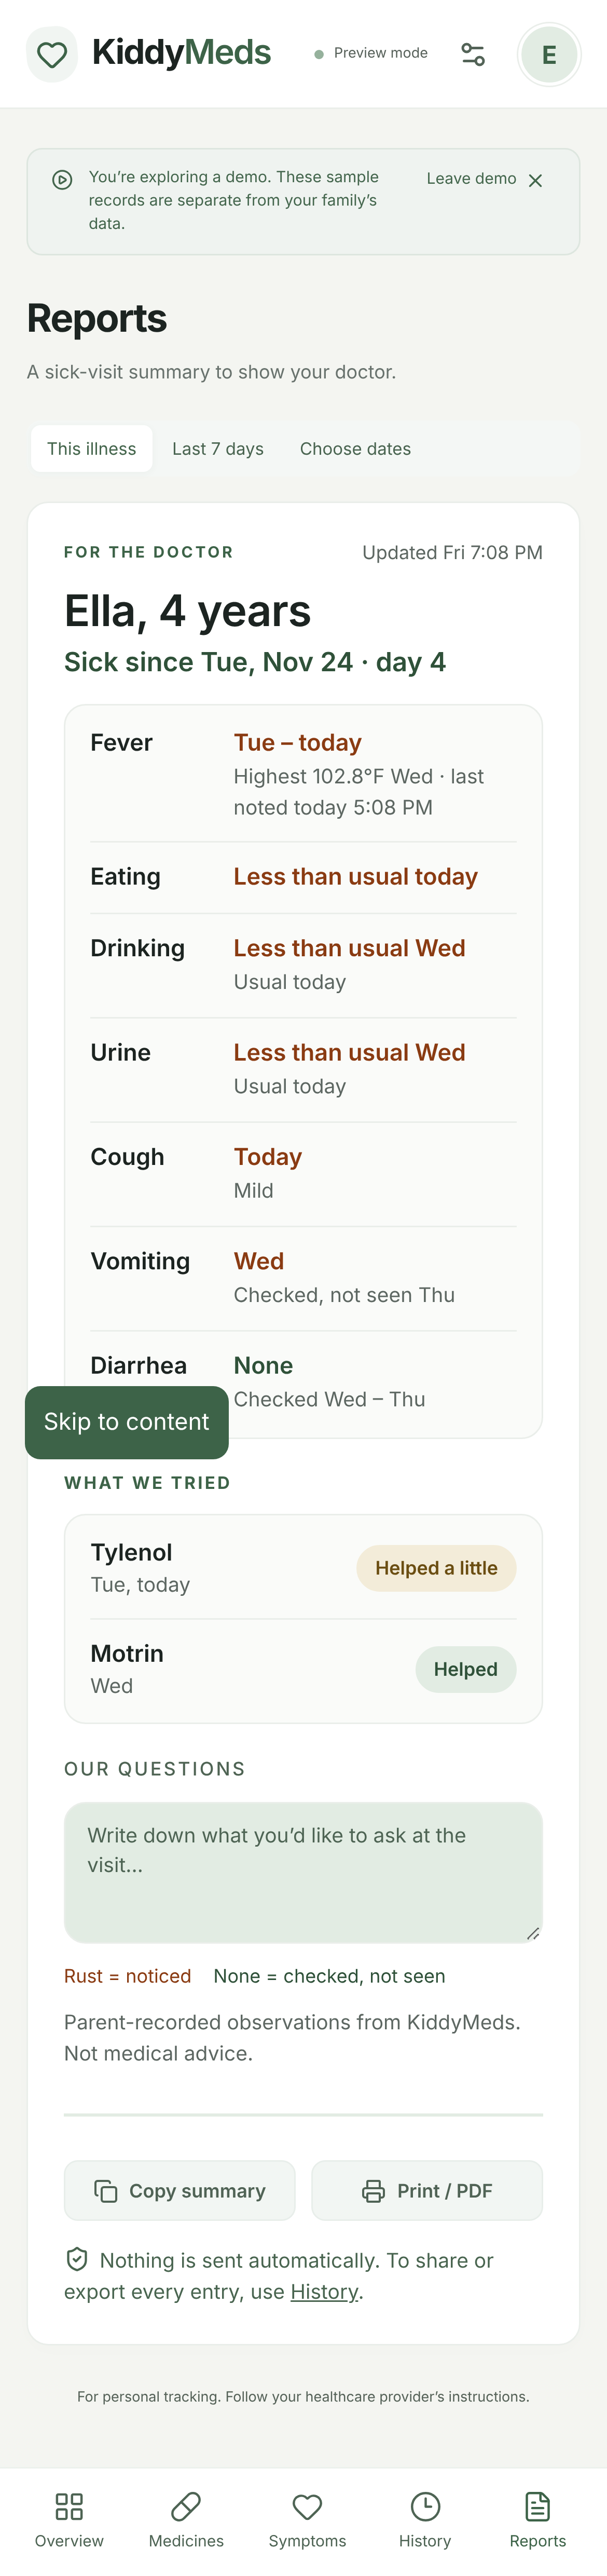 KiddyMeds
Preview mode
E
You’re exploring a demo. These sample
records are separate from your family’s
data.
Leave demo
Reports
A sick-visit summary to show your doctor.
This illness
Last 7 days
Choose dates
FOR THE DOCTOR
Updated Fri 7:08 PM
Ella, 4 years
Sick since Tue, Nov 24 · day 4
Fever
Tue – today
Highest 102.8°F Wed · last
noted today 5:08 PM
Eating
Less than usual today
Drinking
Less than usual Wed
Usual today
Urine
Less than usual Wed
Usual today
Cough
Today
Mild
Vomiting
Wed
Checked, not seen Thu
Diarrhea
None
Checked Wed – Thu
Skip to content
WHAT WE TRIED
Tylenol
Tue, today
Helped a little
Motrin
Wed
Helped
OUR QUESTIONS
Write down what you’d like to ask at the
visit...
Rust = noticed
None = checked, not seen
Parent-recorded observations from KiddyMeds.
Not medical advice.
Copy summary
Print / PDF
Nothing is sent automatically. To share or
export every entry, use History.
For personal tracking. Follow your healthcare provider’s instructions.
Overview
Medicines
Symptoms
History
Reports